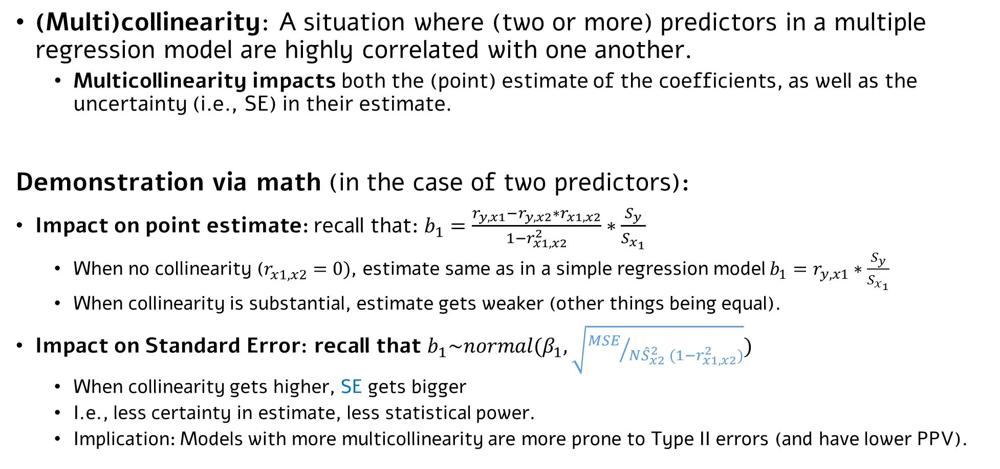 • (Multi)collinearity: A situation where (two or more) predictors in a multiple
regression model are highly correlated with one another.
• Multicollinearity impacts both the (point) estimate of the coefficients, as well as the
uncertainty (i.e., SE) in their estimate.
Demonstration via math (in the case of two predictors):
• Impact on point estimate: recall that: $b_1 = \frac{r_{y,x1}-r_{y,x2}*r_{x1,x2}}{1-r^2_{x1,x2}} * \frac{S_y}{S_{x_1}}$
• When no collinearity ($r_{x1,x2} = 0$), estimate same as in a simple regression model $b_1 = r_{y,x1} * \frac{S_y}{S_{x_1}}$
• When collinearity is substantial, estimate gets weaker (other things being equal).
• Impact on Standard Error: recall that $b_1 \sim normal(\beta_1, \sqrt{MSE / N\hat{S}^2_{x2}\,(1-r^2_{x1,x2})})$
• When collinearity gets higher, SE gets bigger
• I.e., less certainty in estimate, less statistical power.
• Implication: Models with more multicollinearity are more prone to Type II errors (and have lower PPV).